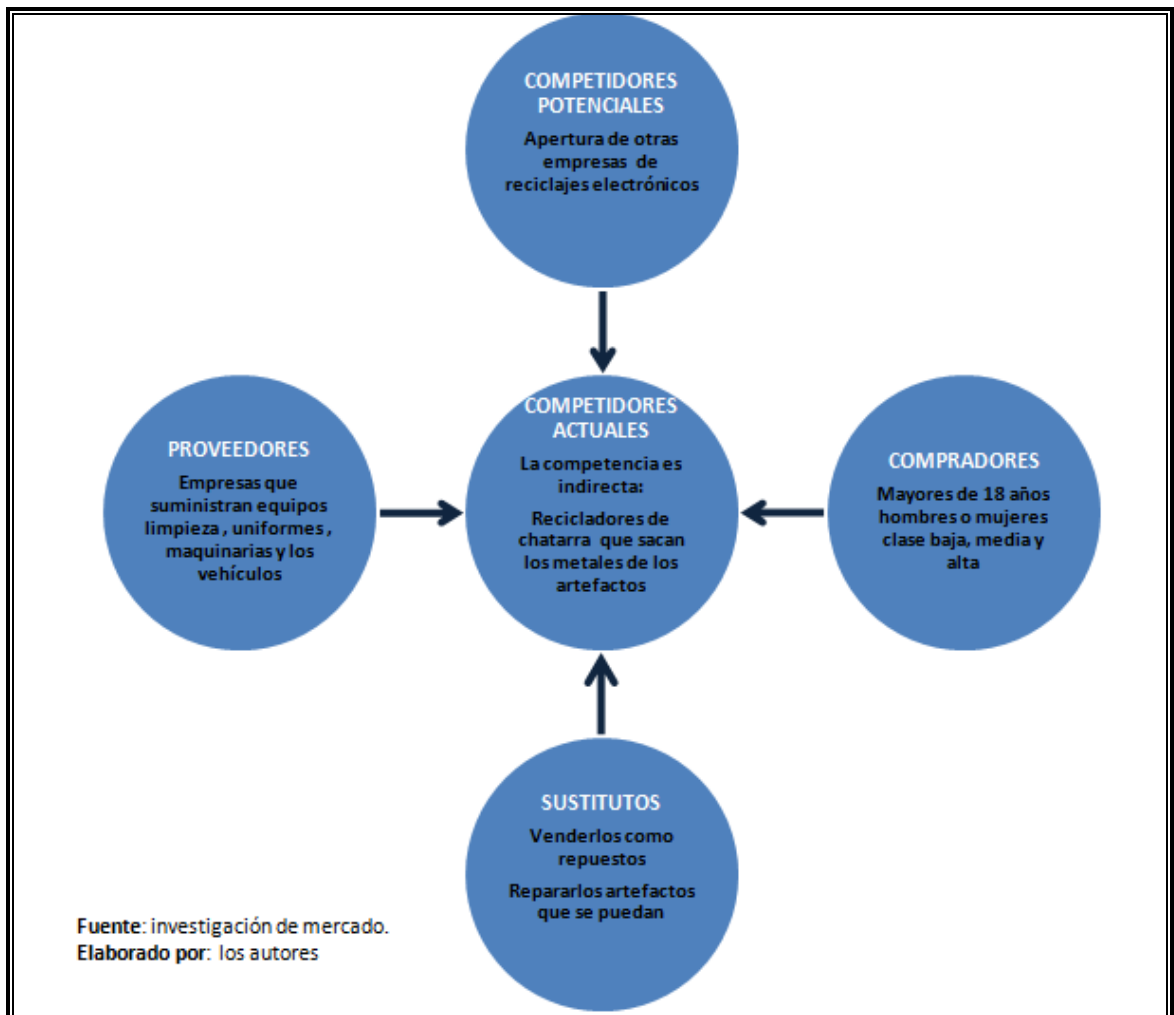 COMPETIDORES
POTENCIALES
Apertura de otras
empresas de
reciclajes electrónicos
PROVEEDORES
Empresas que
suministran equipos
limpieza , uniformes ,
maquinarias y los
vehículos
COMPETIDORES
ACTUALES
La competencia es
indirecta:
Recicladores de
chatarra que sacan
los metales de los
artefactos
COMPRADORES
Mayores de 18 años
hombres o mujeres
clase baja, media y
alta
SUSTITUTOS
Venderlos como
repuestos
Repararlos artefactos
que se puedan
Fuente: investigación de mercado.
Elaborado por: los autores